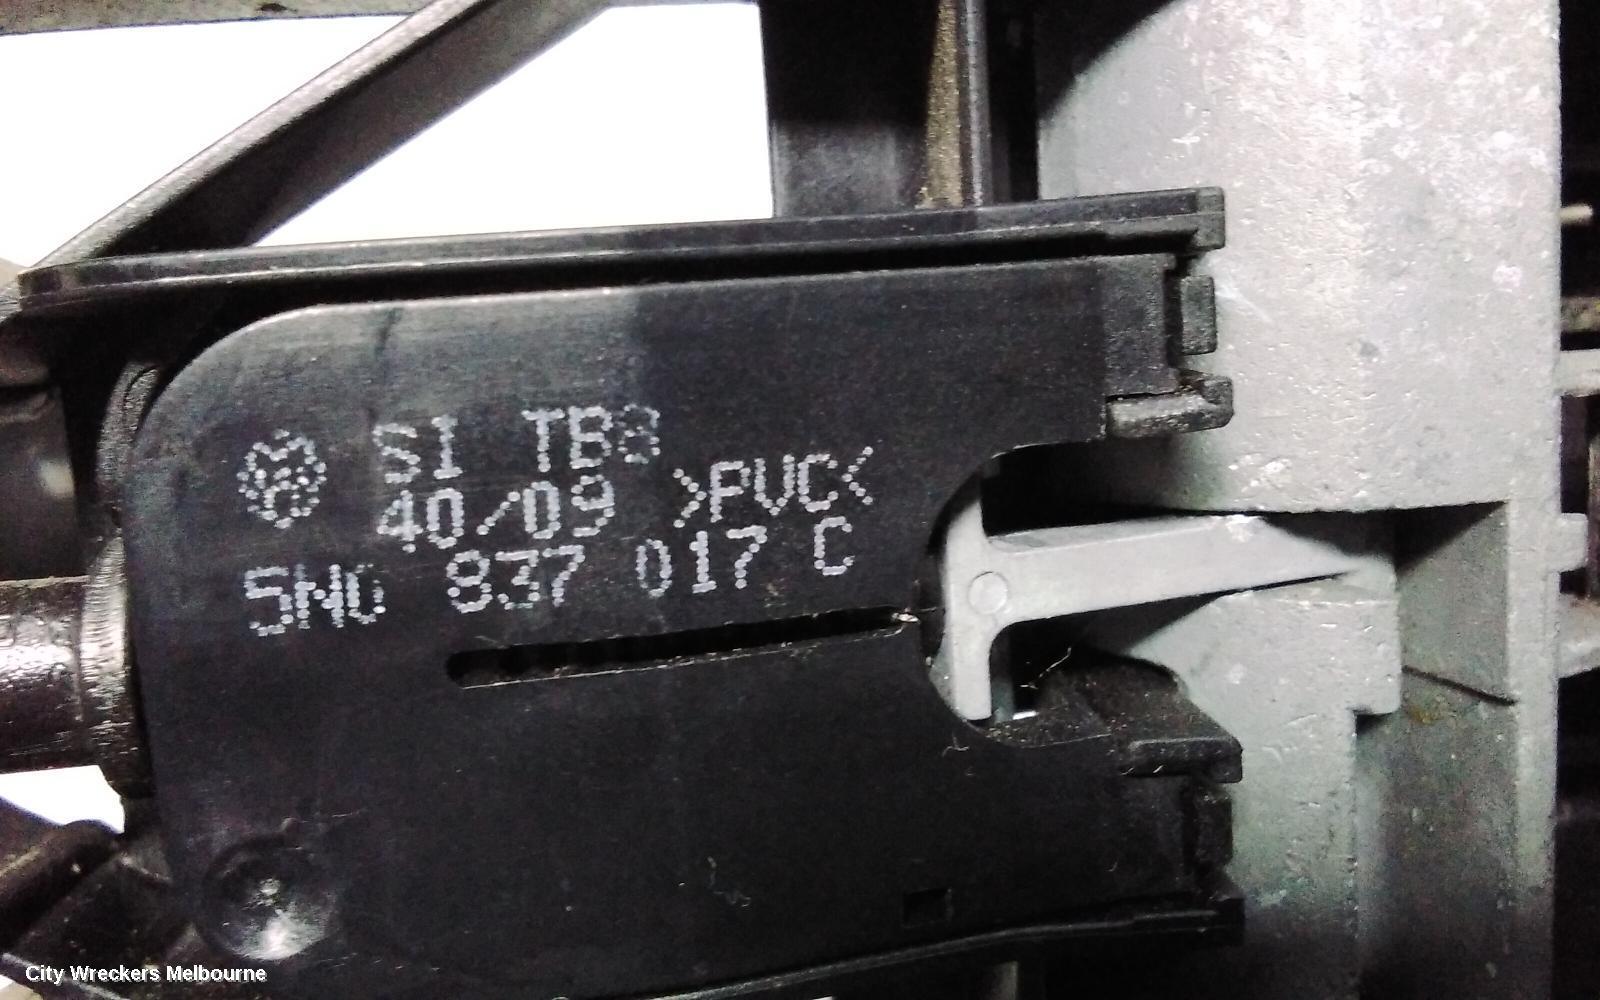 SI TB8
40/09 >PVC<
5N0 837 017 C
City Wreckers Melbourne